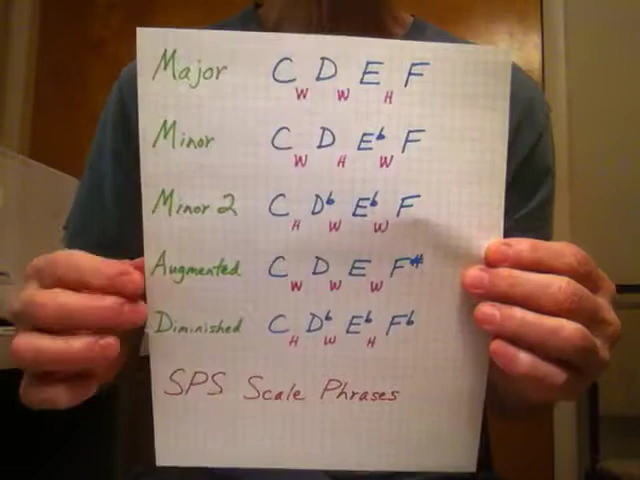 Major C D E F
W W H
Minor C D E♭ F
W H W
Minor 2 C D♭ E♭ F
H W W
Augmented C D E F#
W W W
Diminished C D♭ E♭ F♭
H W H
SPS Scale Phrases